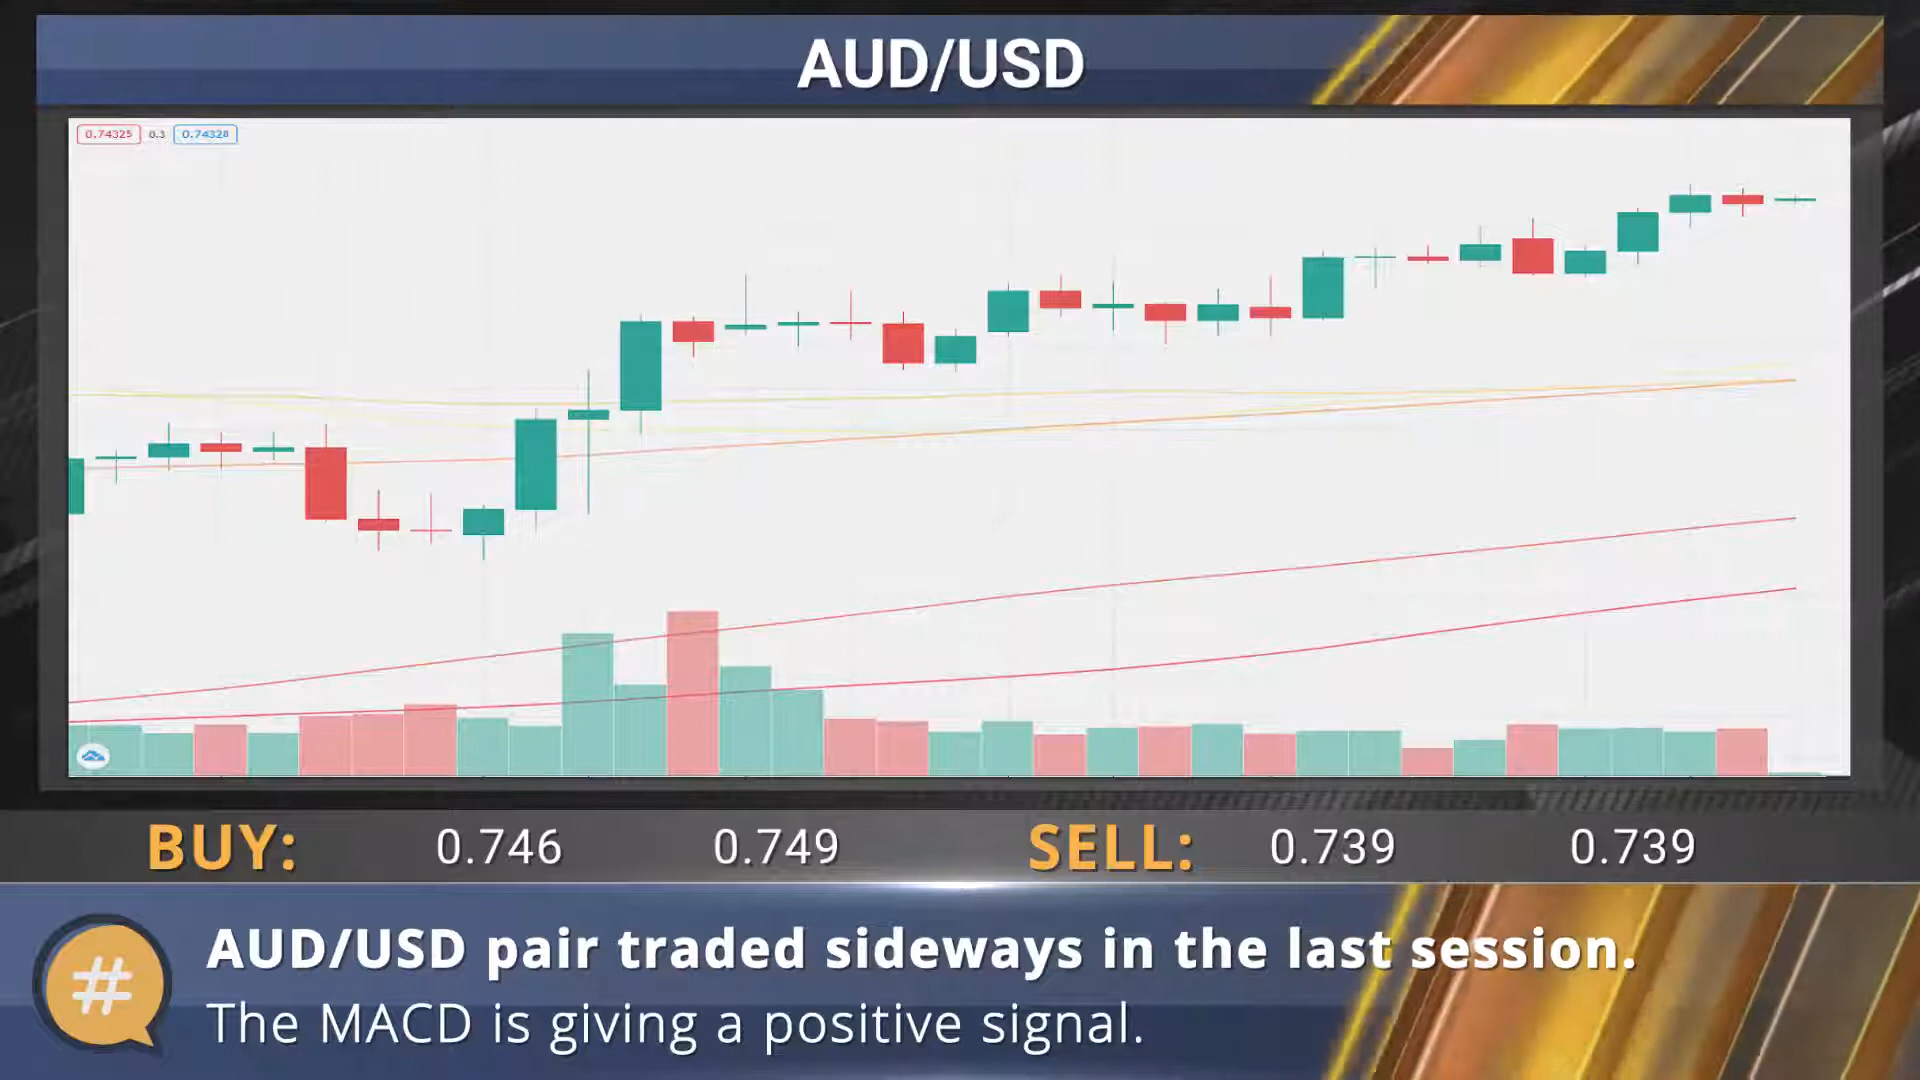 AUD/USD
0.74325 0.3 0.74328
BUY: 0.746 0.749 SELL: 0.739 0.739
# AUD/USD pair traded sideways in the last session.
The MACD is giving a positive signal.